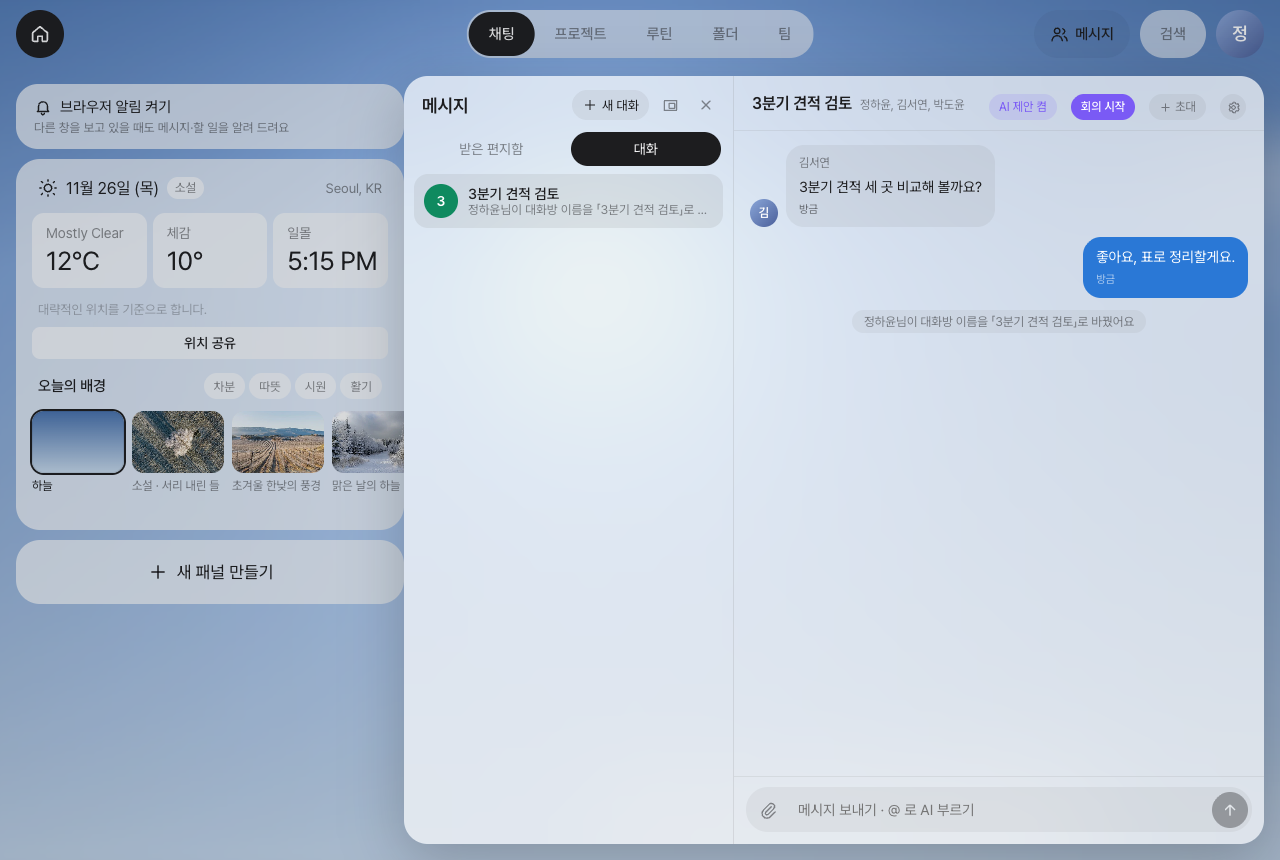 채팅
프로젝트
루틴
폴더
팀
메시지
검색
정
브라우저 알림 켜기
다른 창을 보고 있을 때도 메시지·할 일을 알려 드려요
11월 26일 (목)
소설
Seoul, KR
Mostly Clear
12°C
체감
10°
일몰
5:15 PM
대략적인 위치를 기준으로 합니다.
위치 공유
오늘의 배경
차분
따뜻
시원
활기
하늘
소설 · 서리 내린 들
초겨울 한낮의 풍경
맑은 날의 하늘
새 패널 만들기
메시지
새 대화
받은 편지함
대화
3
3분기 견적 검토
정하윤님이 대화방 이름을 「3분기 견적 검토」로 ...
3분기 견적 검토
정하윤, 김서연, 박도윤
AI 제안 켬
회의 시작
초대
김서연
3분기 견적 세 곳 비교해 볼까요?
방금
김
좋아요, 표로 정리할게요.
방금
정하윤님이 대화방 이름을 「3분기 견적 검토」로 바꿨어요
메시지 보내기 · @ 로 AI 부르기